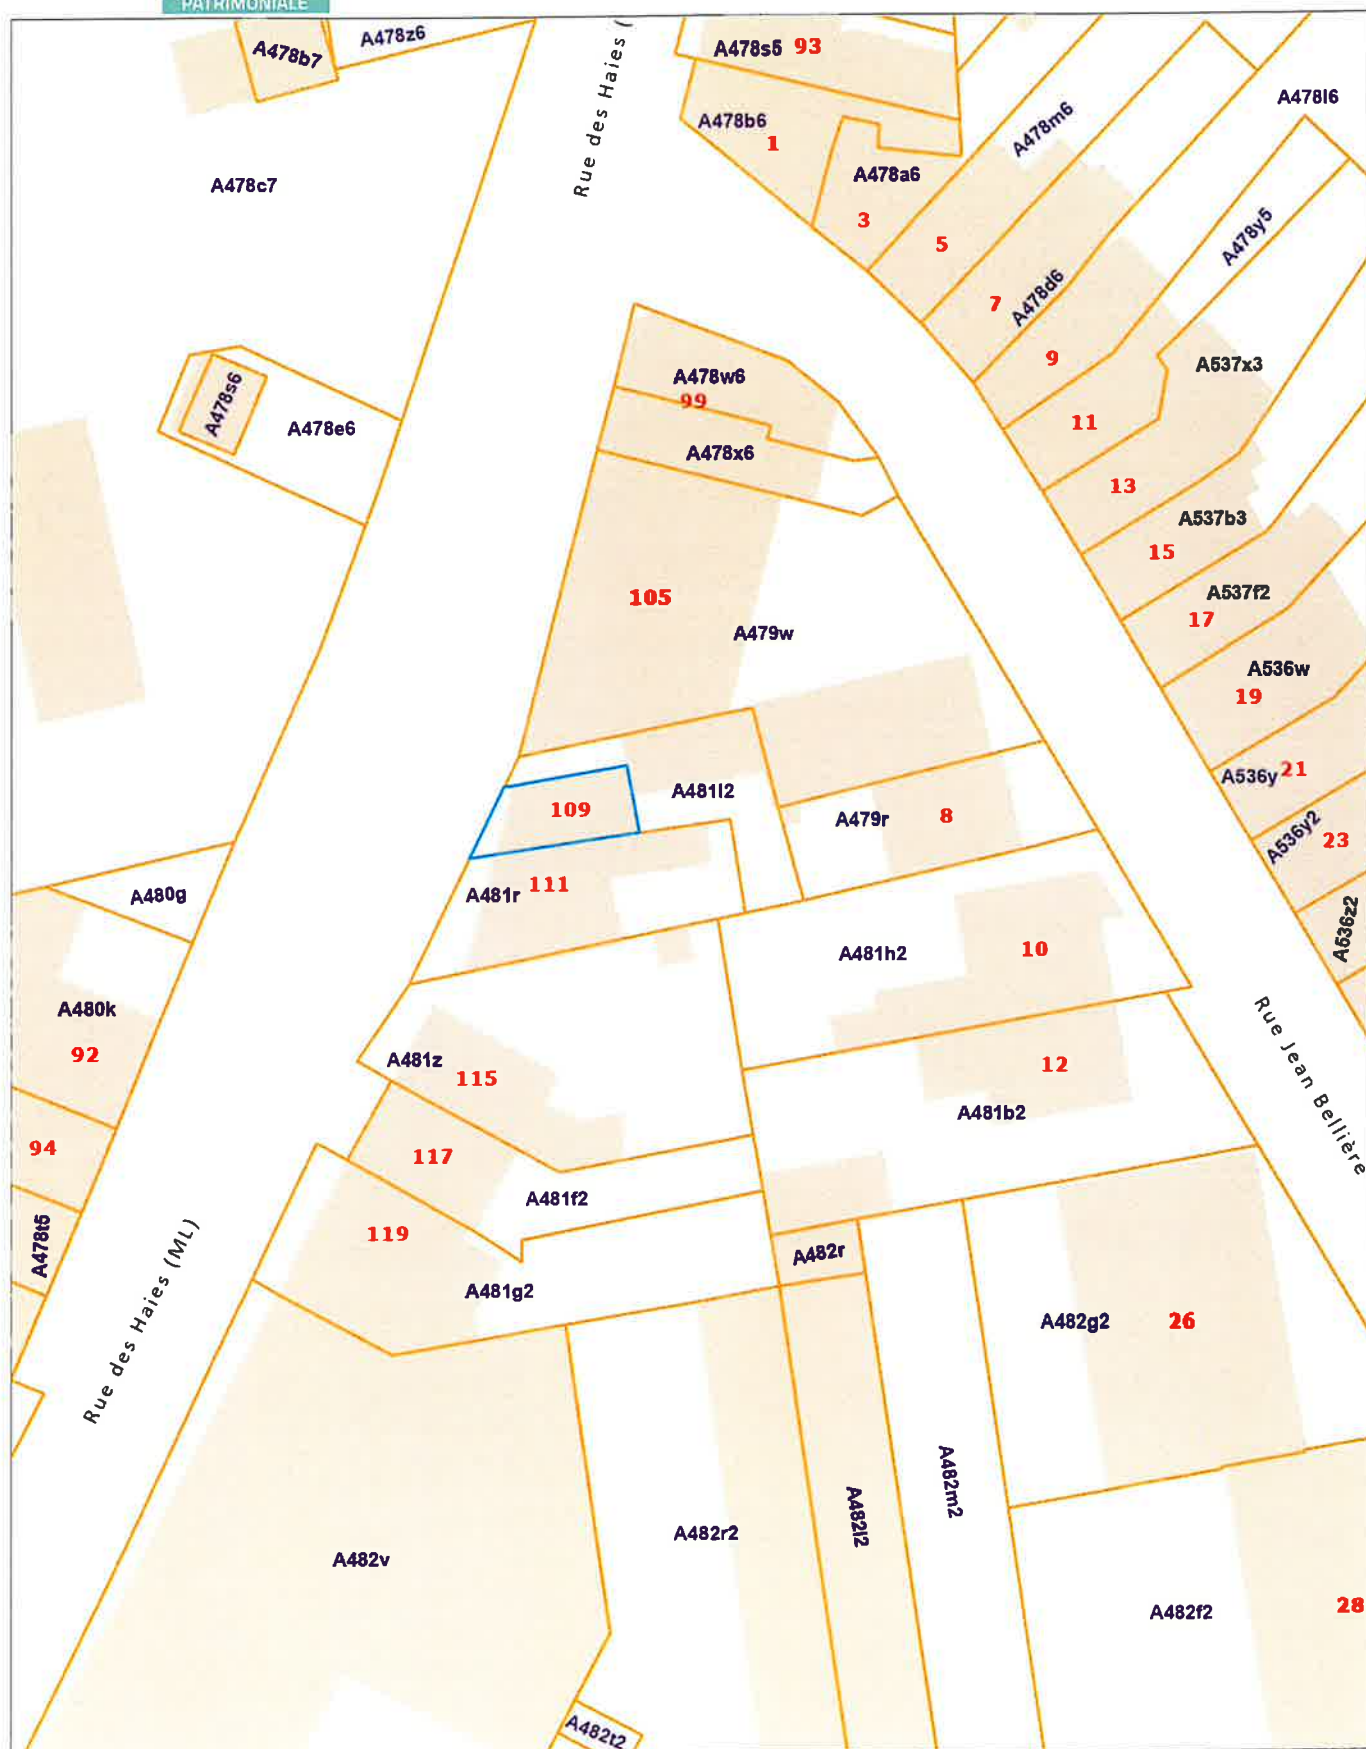 PATRIMONIALE
A478b7
A478z6
Rue des Haies (
A478s5 93
A478b6
1
A478a6
3
A478m6
A478l6
A478c7
5
7
A478d6
A478y5
9
A537x3
A478w6
99
A478x6
A478s6
A478e6
11
13
A537b3
15
A537f2
17
105
A479w
A536w
19
A536y 21
A536y2
23
A536z2
109
A481l2
A479r
8
A481r 111
A480g
A481h2
10
A480k
92
A481z
115
12
A481b2
Rue Jean Bellière
94
117
A481f2
A478t5
119
A481g2
A482r
A482g2
26
Rue des Haies (ML)
A482v
A482r2
A482l2
A482m2
A482f2
28
A482t2